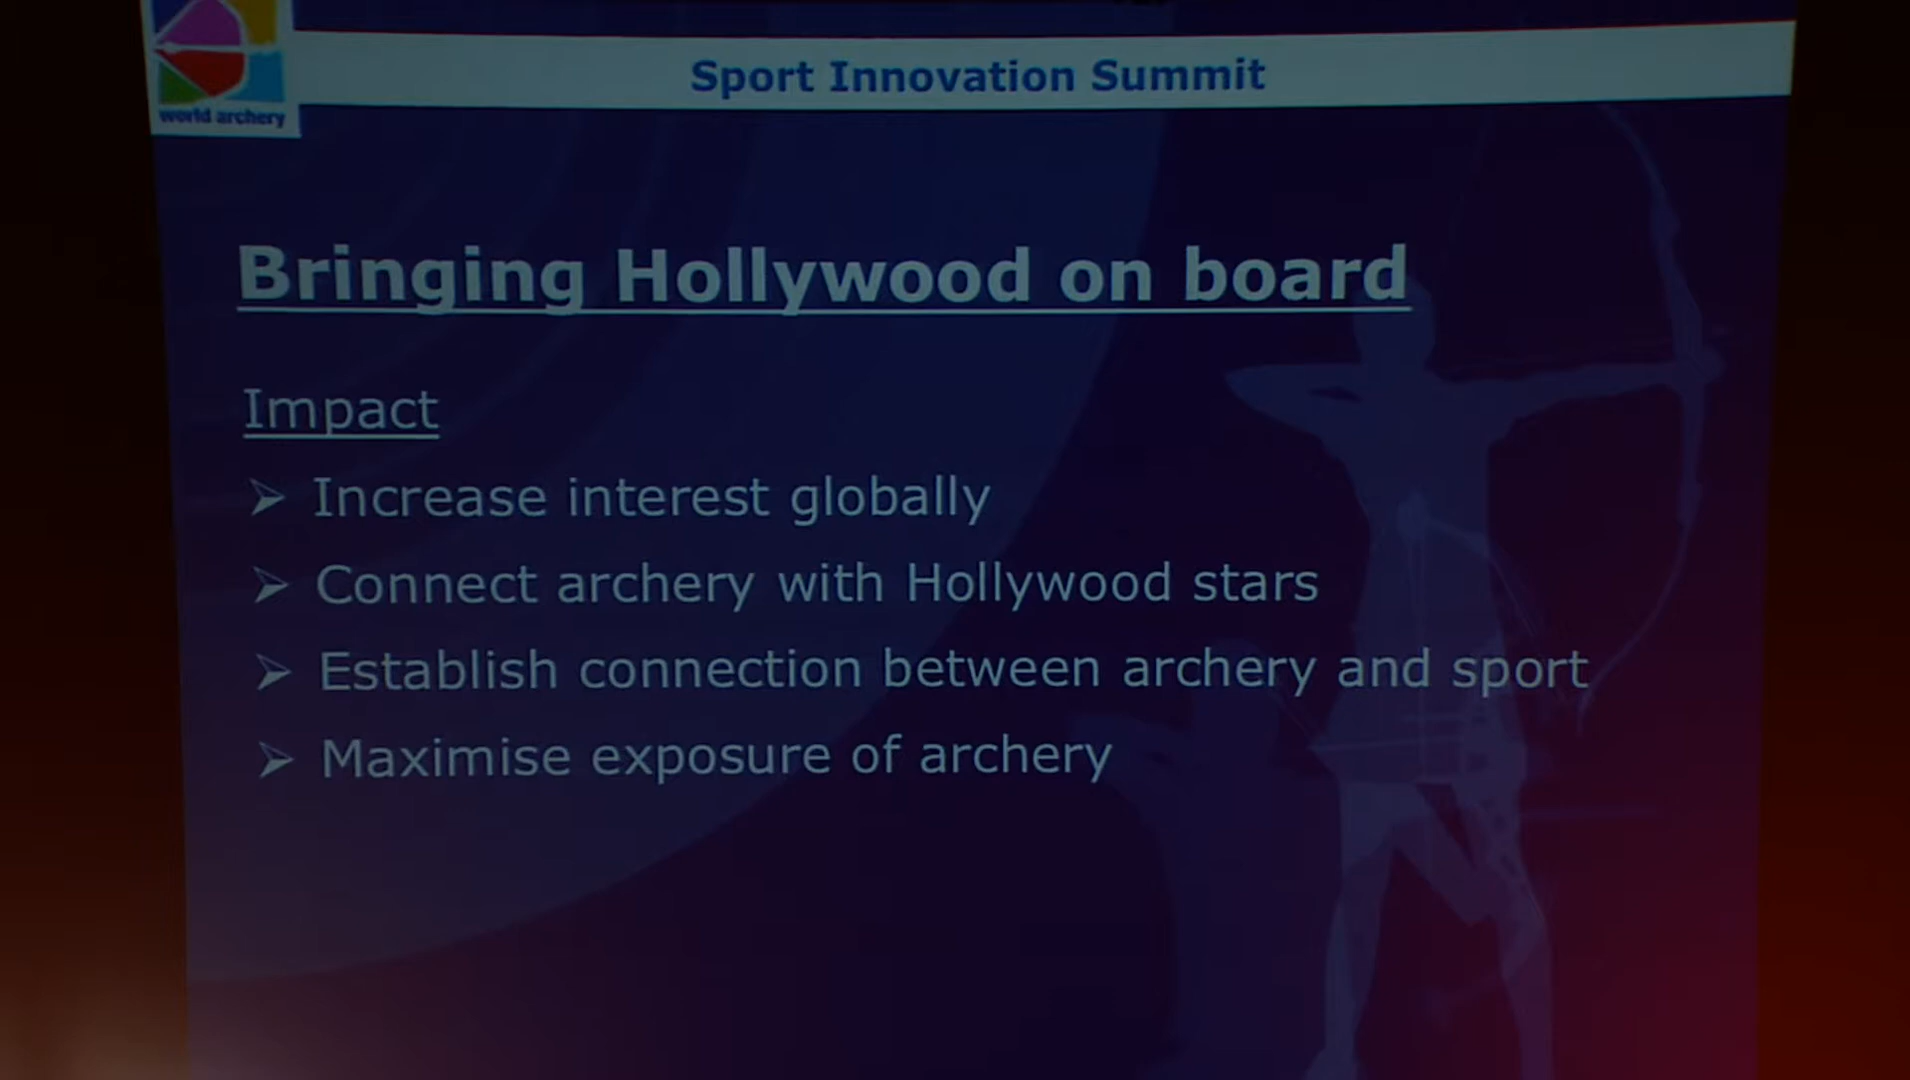 Sport Innovation Summit
world archery
Bringing Hollywood on board
Impact
Increase interest globally
Connect archery with Hollywood stars
Establish connection between archery and sport
Maximise exposure of archery